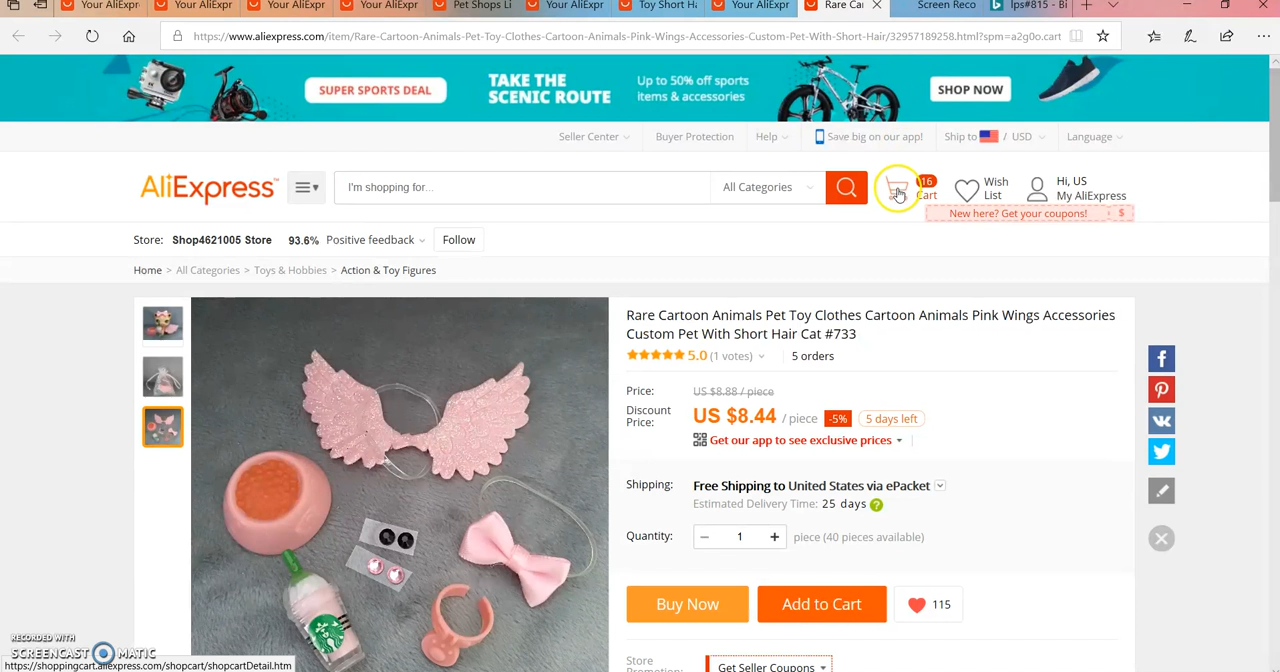 Your AliExpr
Your AliExpr
Your AliExpr
Your AliExpr
Pet Shops Li
Your AliExpr
Toy Short Ha
Your AliExpr
Rare Ca
Screen Reco
lps#815 - Bi
https://www.aliexpress.com/item/Rare-Cartoon-Animals-Pet-Toy-Clothes-Cartoon-Animals-Pink-Wings-Accessories-Custom-Pet-With-Short-Hair/32957189258.html?spm=a2g0o.cart
SUPER SPORTS DEAL
TAKE THE
SCENIC ROUTE
Up to 50% off sports
items & accessories
SHOP NOW
Seller Center
Buyer Protection
Help
Save big on our app!
Ship to / USD
Language
AliExpress™
I'm shopping for...
All Categories
16
Cart
Wish
List
Hi, US
My AliExpress
New here? Get your coupons! $
Store: Shop4621005 Store 93.6% Positive feedback Follow
Home > All Categories > Toys & Hobbies > Action & Toy Figures
Rare Cartoon Animals Pet Toy Clothes Cartoon Animals Pink Wings Accessories
Custom Pet With Short Hair Cat #733
5.0 (1 votes) 5 orders
Price: US $8.88 / piece
Discount
Price:
US $8.44 / piece -5% 5 days left
Get our app to see exclusive prices
Shipping: Free Shipping to United States via ePacket
Estimated Delivery Time: 25 days ?
Quantity: − 1 + piece (40 pieces available)
Buy Now
Add to Cart
115
Store
Promotion:
Get Seller Coupons
RECORDED WITH
SCREENCAST MATIC
https://shoppingcart.aliexpress.com/shopcart/shopcartDetail.htm